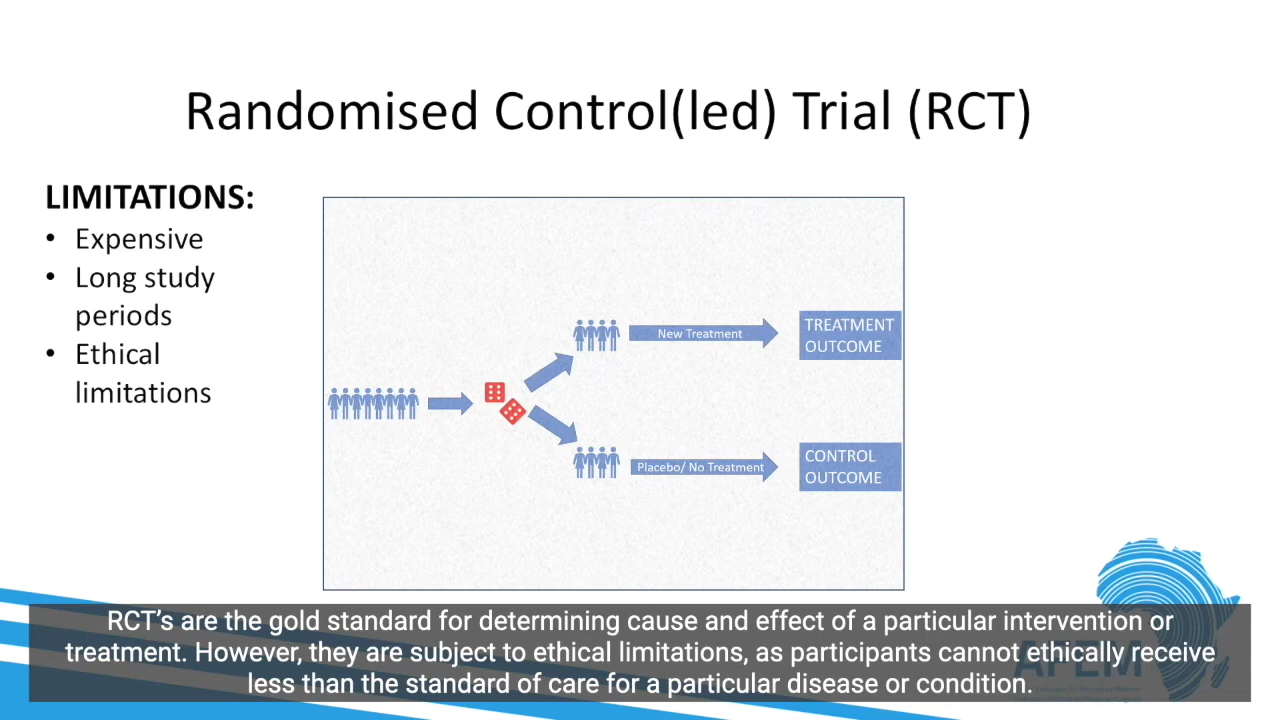 Randomised Control(led) Trial (RCT)
LIMITATIONS:
• Expensive
• Long study
periods
• Ethical
limitations
New Treatment
TREATMENT
OUTCOME
Placebo/ No Treatment
CONTROL
OUTCOME
RCT's are the gold standard for determining cause and effect of a particular intervention or
treatment. However, they are subject to ethical limitations, as participants cannot ethically receive
less than the standard of care for a particular disease or condition.
AFEM